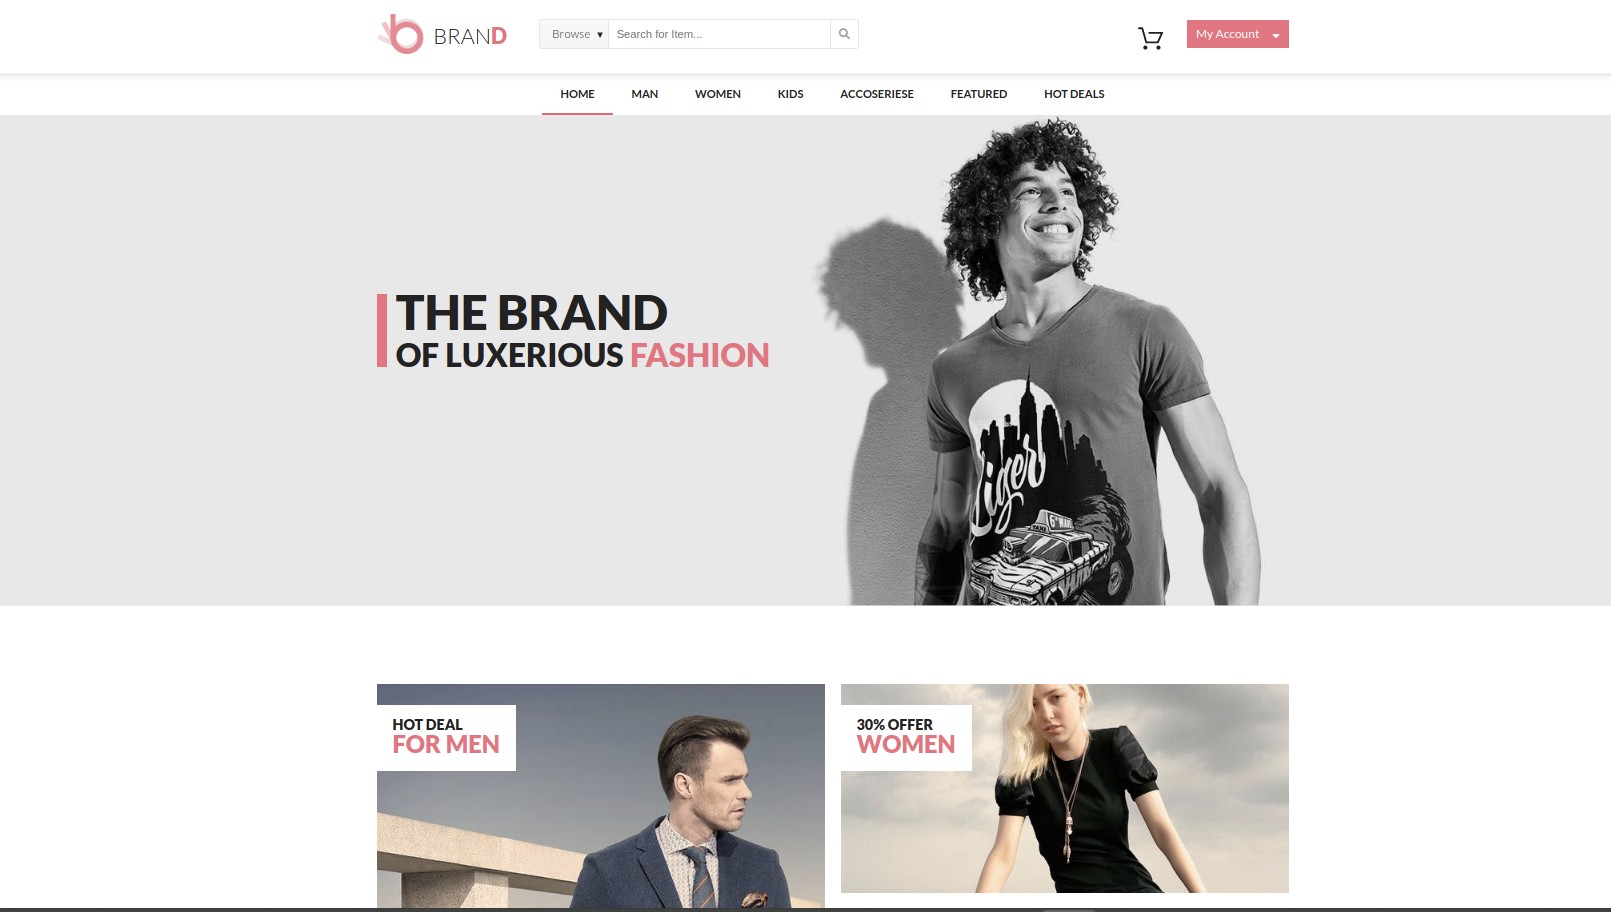 BRAND
Browse
Search for Item...
My Account
HOME MAN WOMEN KIDS ACCOSERIESE FEATURED HOT DEALS
THE BRAND
OF LUXERIOUS FASHION
Liger
HOT DEAL
FOR MEN
30% OFFER
WOMEN